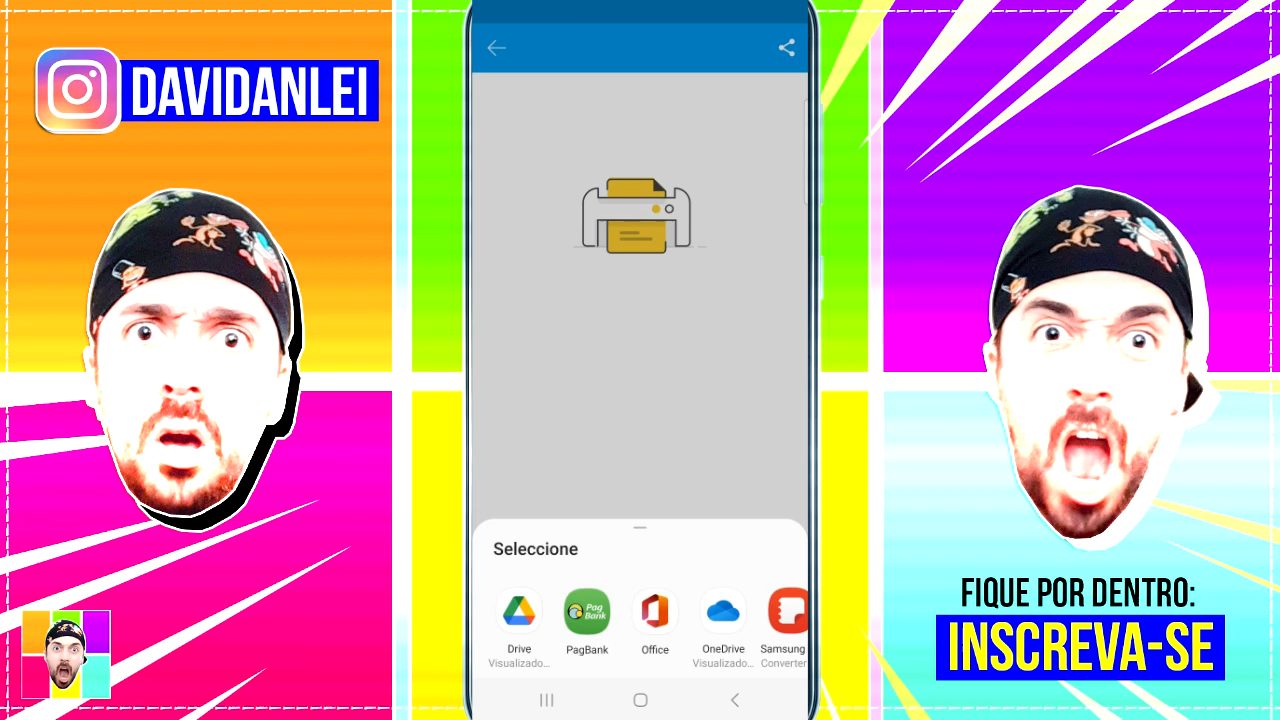 DAVIDANLEI
Seleccione
Pag
Bank
Drive
Visualizado...
PagBank
Office
OneDrive
Visualizado...
Samsung
Converter
FIQUE POR DENTRO:
INSCREVA-SE